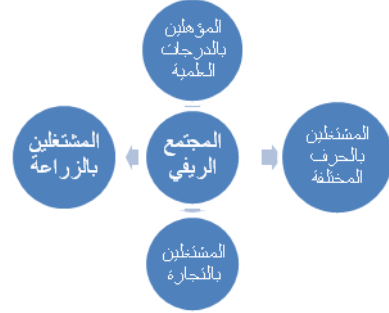 المؤهلين
بالدرجات
العلمية
المشتغلين
بالحرف
المختلفة
المجتمع
الريفي
المشتغلين
بالزراعة
المشتغلين
بالتجارة